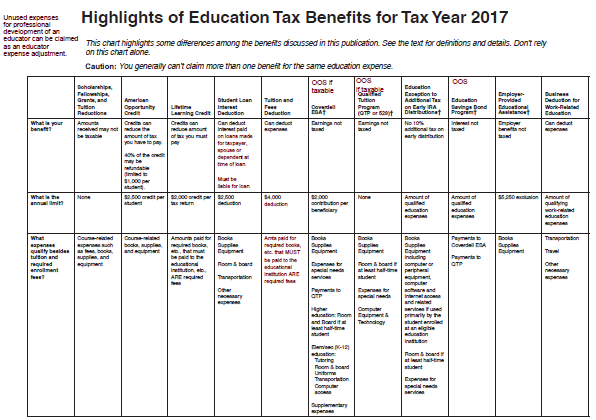 Unused expenses
for professional
development of an
educator can be claimed
as an educator
expense adjustment.
Highlights of Education Tax Benefits for Tax Year 2017
This chart highlights some differences among the benefits discussed in this publication. See the text for definitions and details. Don't rely
on this chart alone.
Caution: You generally can't claim more than one benefit for the same education expense.
Scholarships,
Fellowships,
Grants, and
Tuition
Reductions
American
Opportunity
Credit
Lifetime
Learning Credit
Student Loan
Interest
Deduction
Tuition and
Fees
Deduction
OOS if
taxable
Coverdell
ESA†
OOS
if taxable
Qualified
Tuition
Program
(QTP or 529)†
Education
Exception to
Additional Tax
on Early IRA
Distributions†
OOS
Education
Savings Bond
Program†
Employer-
Provided
Educational
Assistance†
Business
Deduction for
Work-Related
Education
What is your
benefit?
Amounts
received may not
be taxable
Credits can
reduce the
amount of tax
you have to pay.
40% of the credit
may be
refundable
(limited to
$1,000 per
student).
Credits can
reduce amount
of tax you must
pay
Can deduct
interest paid
on loans made
for taxpayer,
spouse or
dependent at
time of loan.
Must be
liable for loan
Can deduct
expenses
Earnings not
taxed
Earnings not
taxed
No 10%
additional tax on
early distribution
Interest not
taxed
Employer
benefits not
taxed
Can deduct
expenses
What is the
annual limit?
None
$2,500 credit per
student
$2,000 credit per
tax return
$2,500
deduction
$4,000
deduction
$2,000
contribution per
beneficiary
None
Amount of
qualified
education
expenses
Amount of
qualified
education
expenses
$5,250 exclusion
Amount of
qualifying
work-related
education
expenses
What
expenses
qualify besides
tuition and
required
enrollment
fees?
Course-related
expenses such
as fees, books,
supplies, and
equipment
Course-related
books, supplies,
and equipment
Amounts paid for
required books,
etc., that must
be paid to the
educational
institution, etc.,
ARE required
fees
Books
Supplies
Equipment
Room & board
Transportation
Other
necessary
expenses
Amts paid for
required books,
etc. that MUST
be paid to the
educational
institution ARE
required fees
Books
Supplies
Equipment
Expenses for
special needs
services
Payments to
QTP
Higher
education: Room
and Board if at
least half-time
student
Elem/sec (K-12)
education:
Tutoring
Room & board
Uniforms
Transportation
Computer
access
Supplementary
expenses
Books
Supplies
Equipment
Room & board if
at least half-time
student
Expenses for
special needs
Computer
Equipment &
Technology
Books
Supplies
Equipment
including
computer or
peripheral
equipment,
computer
software and
internet access
and related
services if used
primarily by the
student enrolled
at an eligible
education
institution
Room & board if
at least half-time
student
Expenses for
special needs
services
Payments to
Coverdell ESA
Payments to
QTP
Books
Supplies
Equipment
Transportation
Travel
Other
necessary
expenses